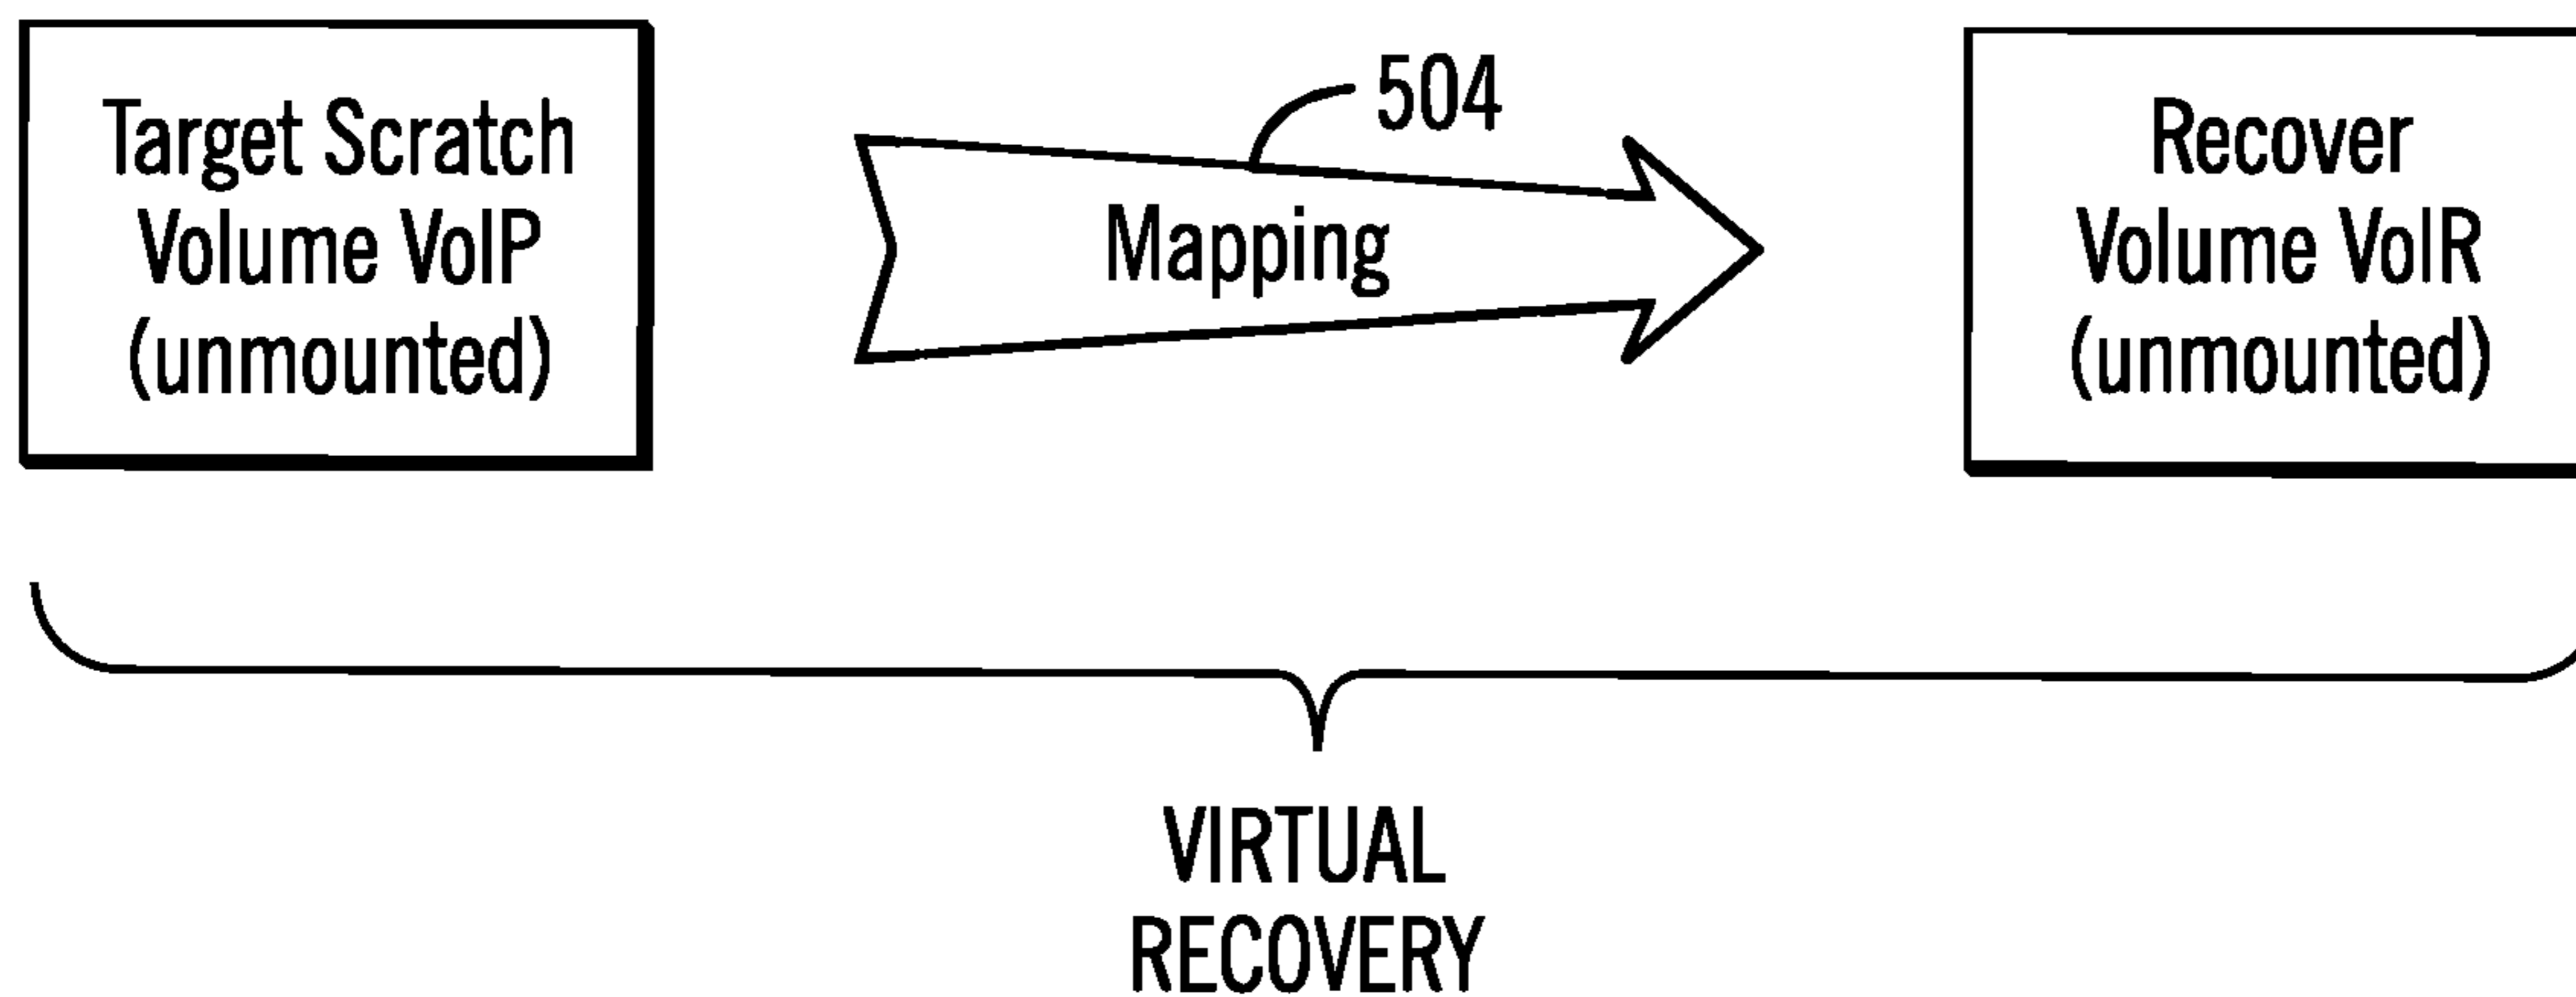 Target Scratch
Volume VolP
(unmounted)
504
Mapping
Recover
Volume VolR
(unmounted)
VIRTUAL
RECOVERY